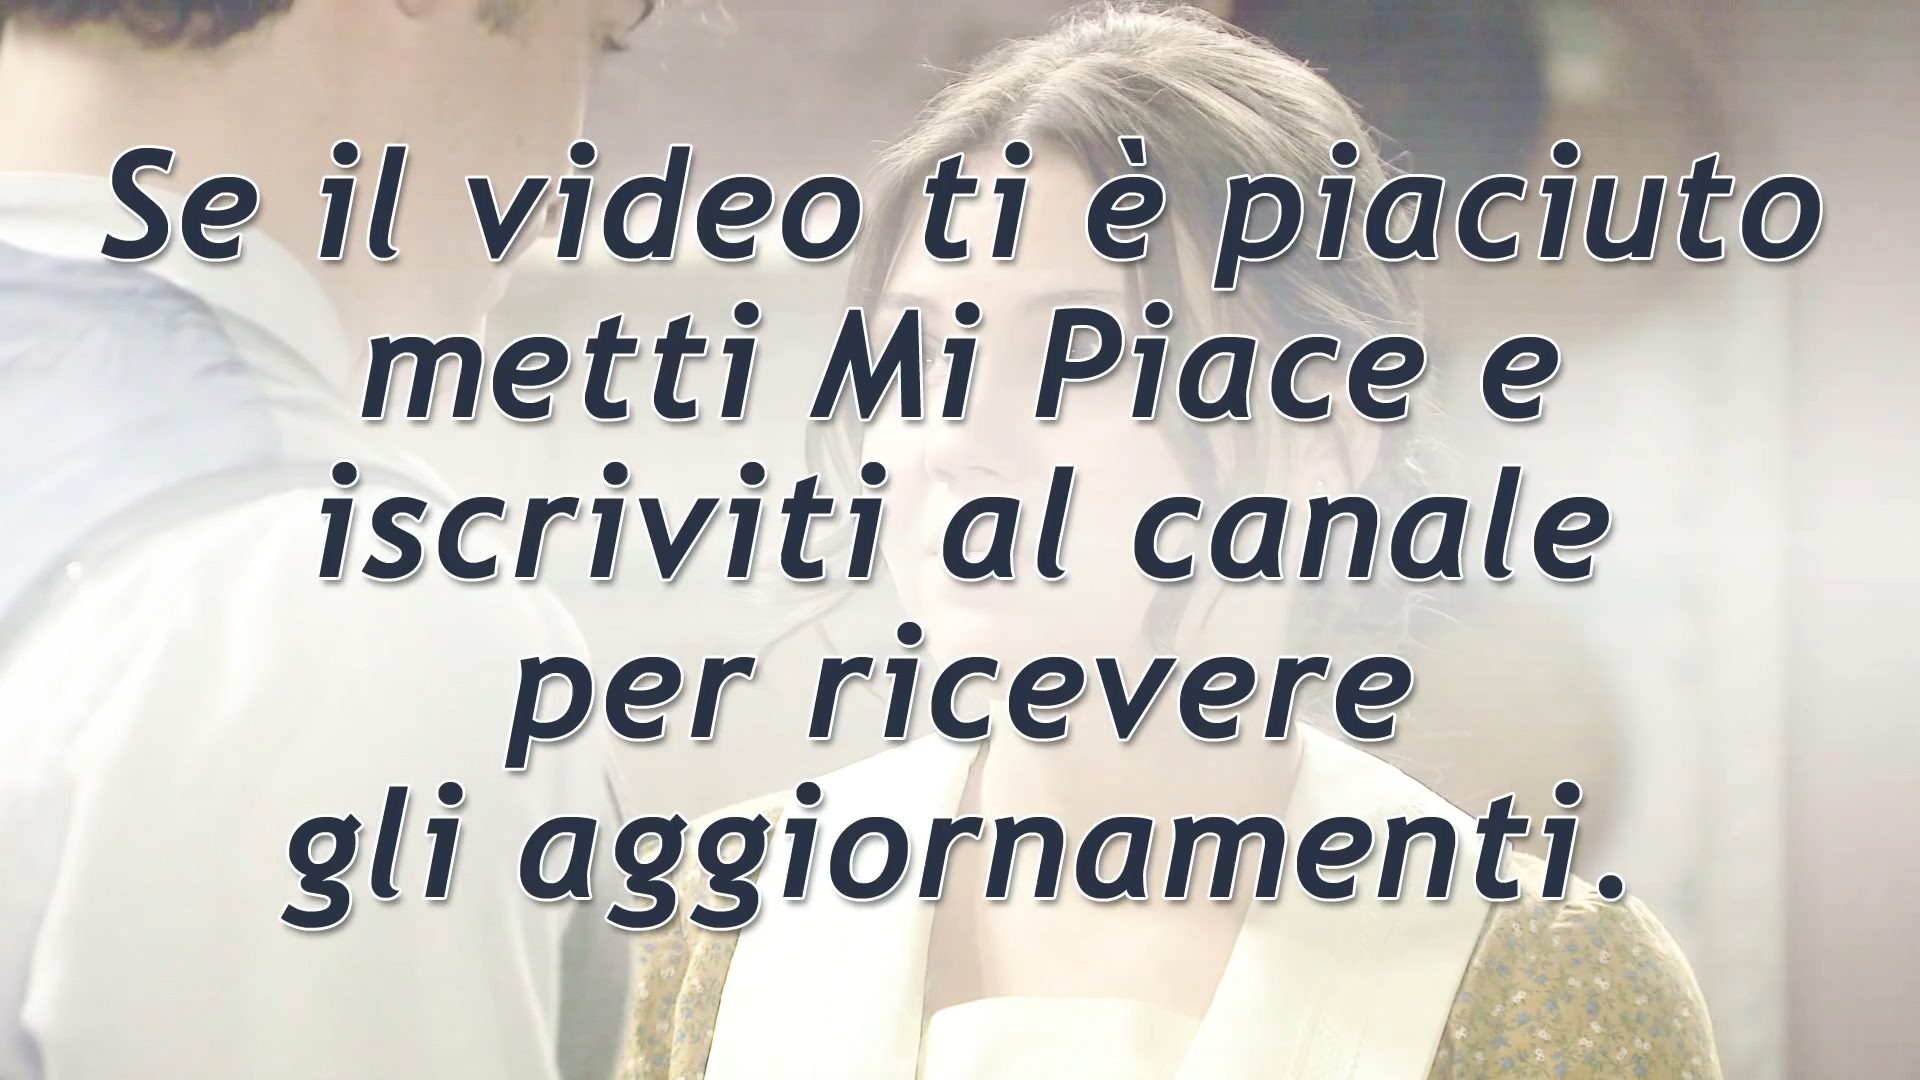 Se il video ti è piaciuto
metti Mi Piace e
iscriviti al canale
per ricevere
gli aggiornamenti.